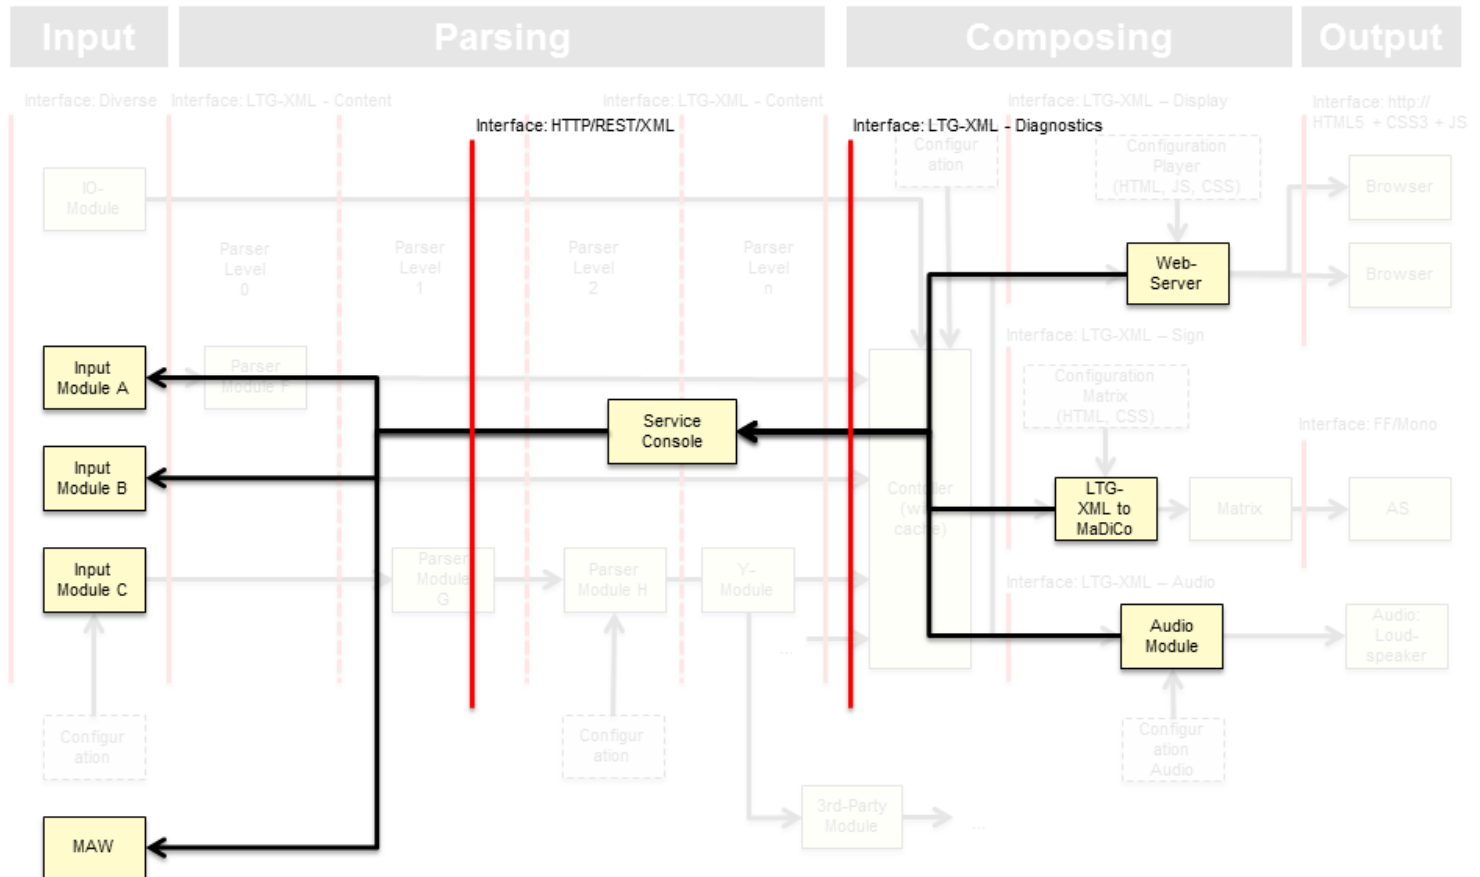 Input
Parsing
Composing
Output
Interface: Diverse
Interface: LTG-XML - Content
Interface: LTG-XML - Content
Interface: LTG-XML – Display
Interface: http://
HTML5 + CSS3 + JS
Interface: HTTP/REST/XML
Interface: LTG-XML - Diagnostics
Configur
ation
Configuration
Player
(HTML, JS, CSS)
IO-
Module
Browser
Parser
Level
0
Parser
Level
1
Parser
Level
2
Parser
Level
n
Web-
Server
Browser
Interface: LTG-XML – Sign
Input
Module A
Parser
Module F
Configuration
Matrix
(HTML, CSS)
Service
Console
Interface: FF/Mono
Input
Module B
(with
cache)
LTG-
XML to
MaDiCo
Matrix
AS
Input
Module C
Parser
Module
G
Parser
Module H
Y-
Module
Interface: LTG-XML – Audio
Audio
Module
Audio:
Loud-
speaker
...
Configur
ation
Configur
ation
Configur
ation
Audio
3rd-Party
Module
...
MAW